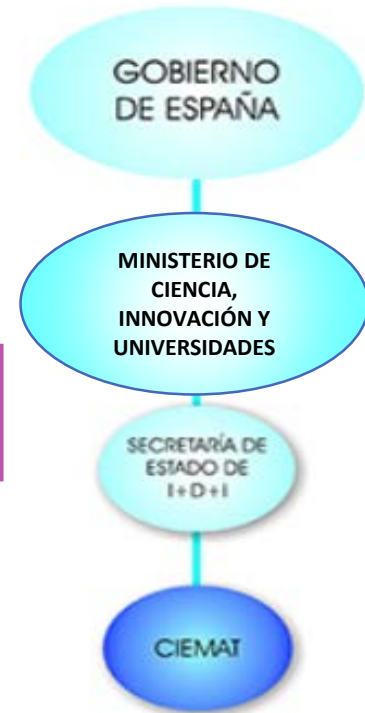 GOBIERNO
DE ESPAÑA
MINISTERIO DE
CIENCIA,
INNOVACIÓN Y
UNIVERSIDADES
SECRETARÍA DE
ESTADO DE
I+D+I
CIEMAT